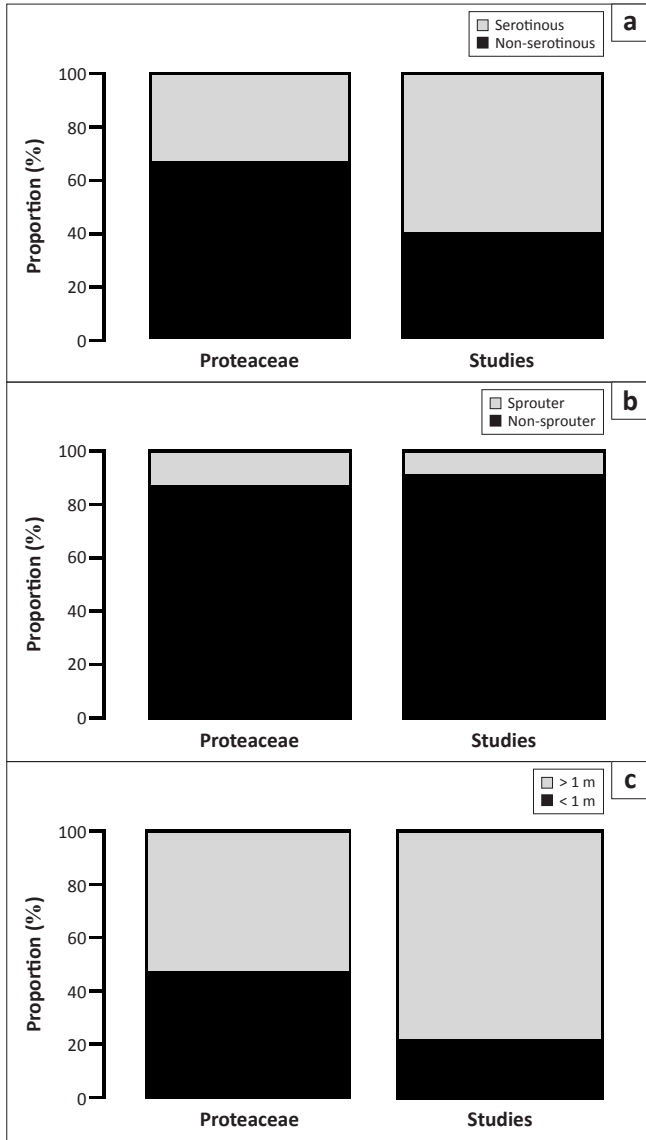 Serotinous
Non-serotinous
a
100
80
60
40
20
0
Proportion (%)
Proteaceae Studies
Sprouter
Non-sprouter
b
100
80
60
40
20
0
Proportion (%)
Proteaceae Studies
> 1 m
< 1 m
c
100
80
60
40
20
0
Proportion (%)
Proteaceae Studies